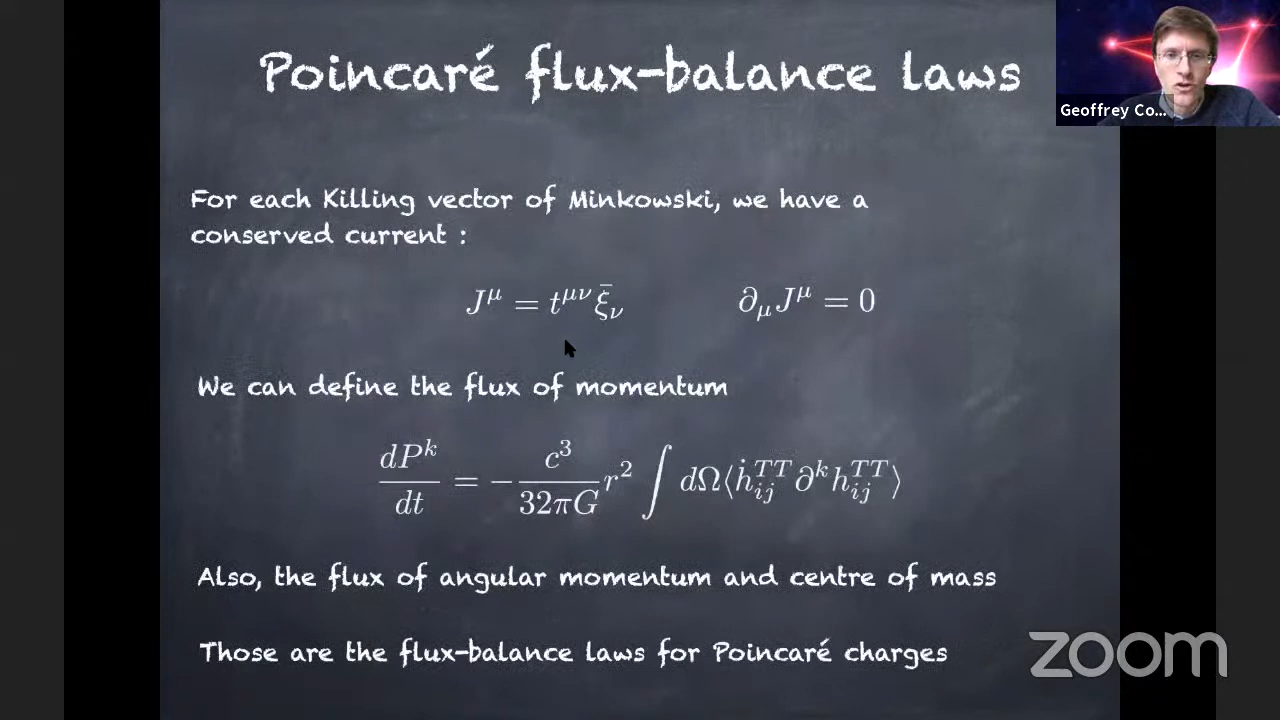 Poincaré flux-balance laws
Geoffrey Co...
For each Killing vector of Minkowski, we have a
conserved current :
J^μ = t^{μν} ξ̄_ν    ∂_μ J^μ = 0
We can define the flux of momentum
dP^k/dt = − c^3/(32πG) r^2 ∫ dΩ⟨ḣ_{ij}^{TT} ∂^k h_{ij}^{TT}⟩
Also, the flux of angular momentum and centre of mass
Those are the flux-balance laws for Poincaré charges
zoom